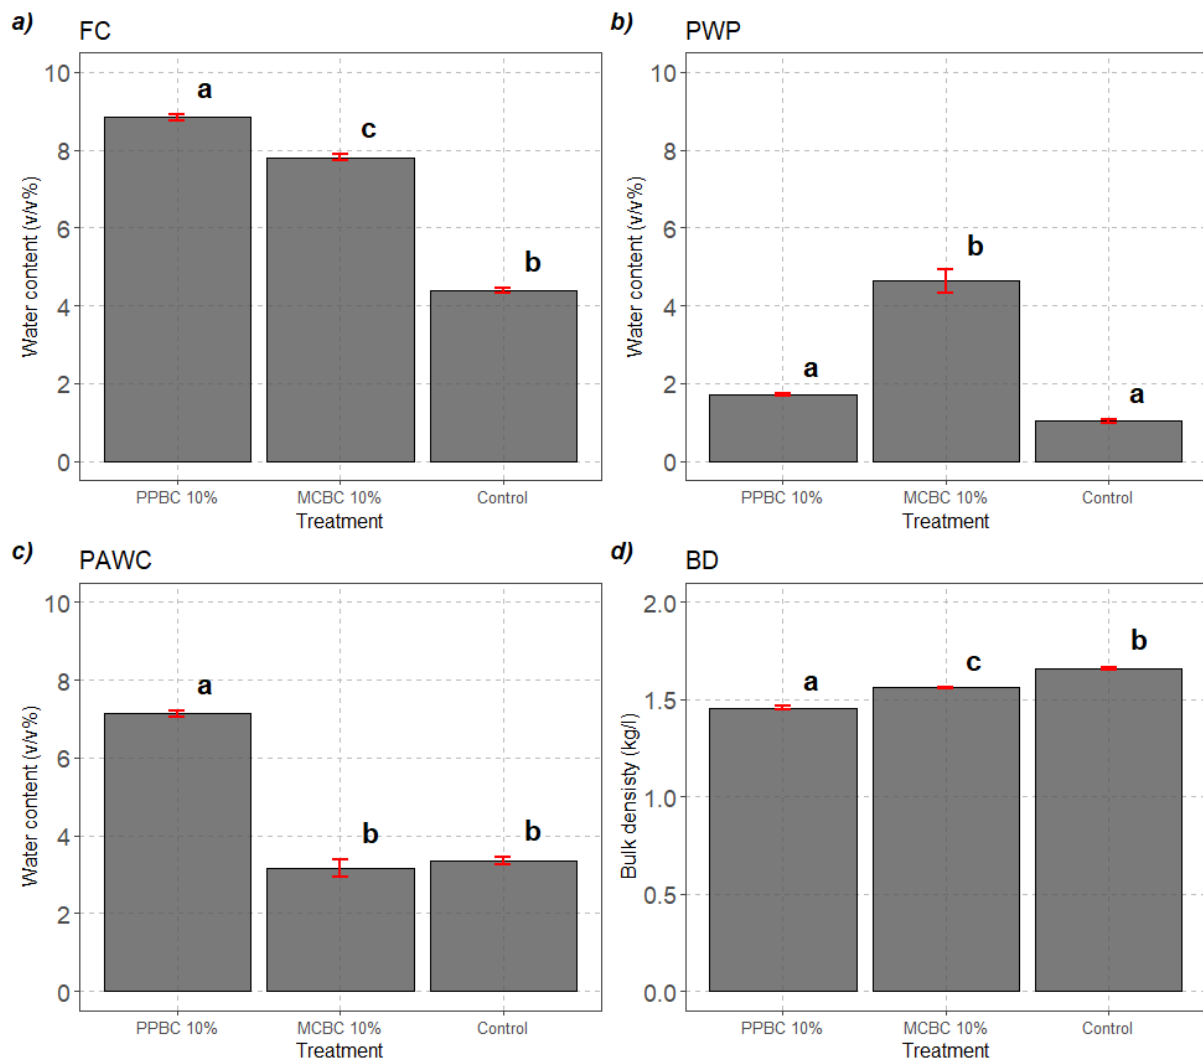 a) FC
10
8
6
4
2
0
Water content (v/v%)
a
c
b
PPBC 10% MCBC 10% Control
Treatment
b) PWP
10
8
6
4
2
0
Water content (v/v%)
a
b
a
PPBC 10% MCBC 10% Control
Treatment
c) PAWC
10
8
6
4
2
0
Water content (v/v%)
a
b
b
PPBC 10% MCBC 10% Control
Treatment
d) BD
2.0
1.5
1.0
0.5
0.0
Bulk densisty (kg/l)
a
c
b
PPBC 10% MCBC 10% Control
Treatment